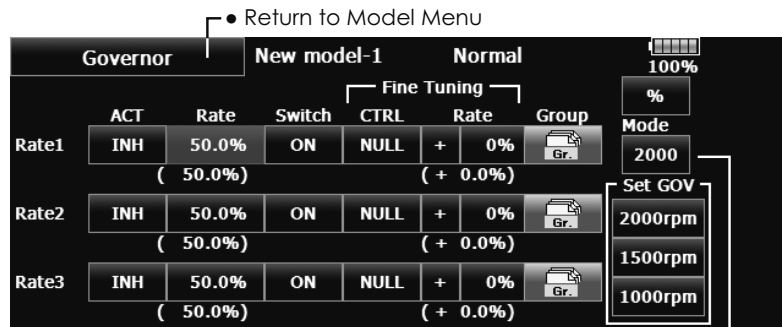 ● Return to Model Menu
Governor New model-1 Normal 100%
Fine Tuning %
ACT Rate Switch CTRL Rate Group Mode
Rate1 INH 50.0% ON NULL + 0% Gr. 2000
( 50.0%) ( + 0.0%) Set GOV
Rate2 INH 50.0% ON NULL + 0% Gr. 2000rpm
( 50.0%) ( + 0.0%) 1500rpm
Rate3 INH 50.0% ON NULL + 0% Gr. 1000rpm
( 50.0%) ( + 0.0%)